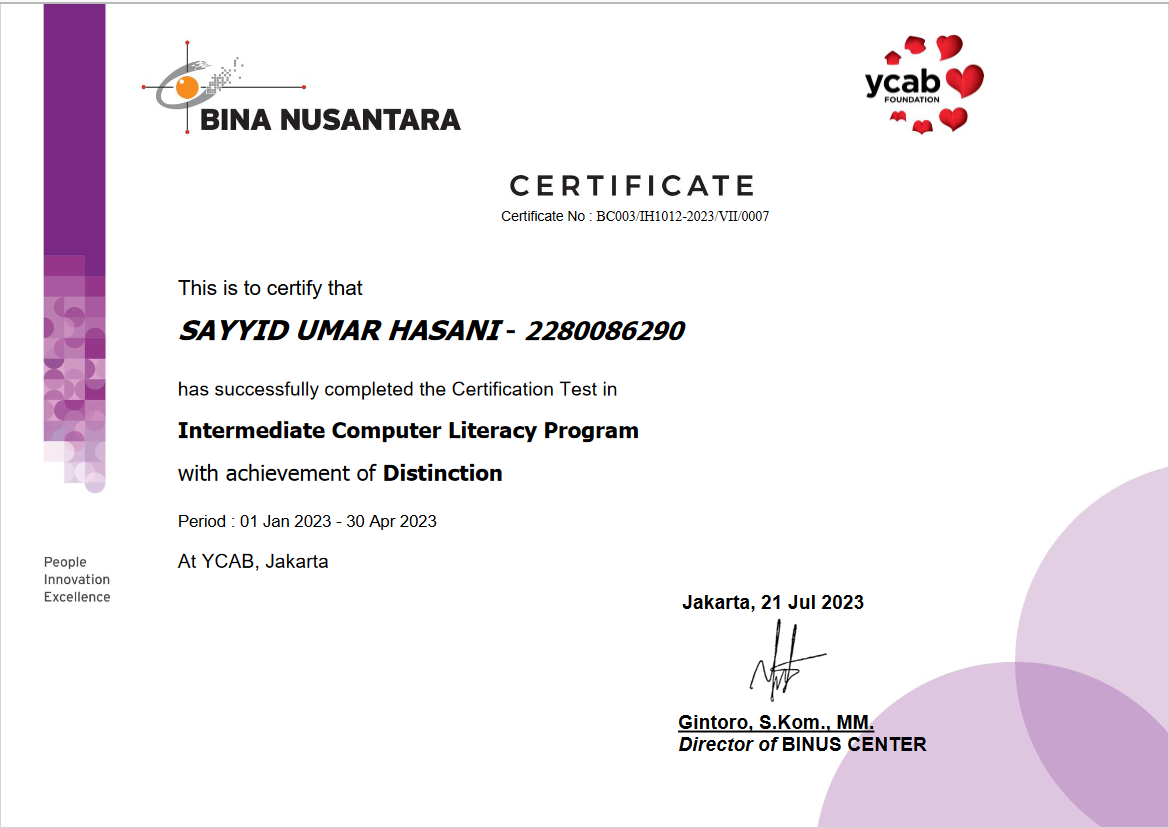 BINA NUSANTARA
ycab
FOUNDATION
CERTIFICATE
Certificate No : BC003/IH1012-2023/VII/0007
This is to certify that
SAYYID UMAR HASANI - 2280086290
has successfully completed the Certification Test in
Intermediate Computer Literacy Program
with achievement of Distinction
Period : 01 Jan 2023 - 30 Apr 2023
At YCAB, Jakarta
People
Innovation
Excellence
Jakarta, 21 Jul 2023
Gintoro, S.Kom., MM.
Director of BINUS CENTER